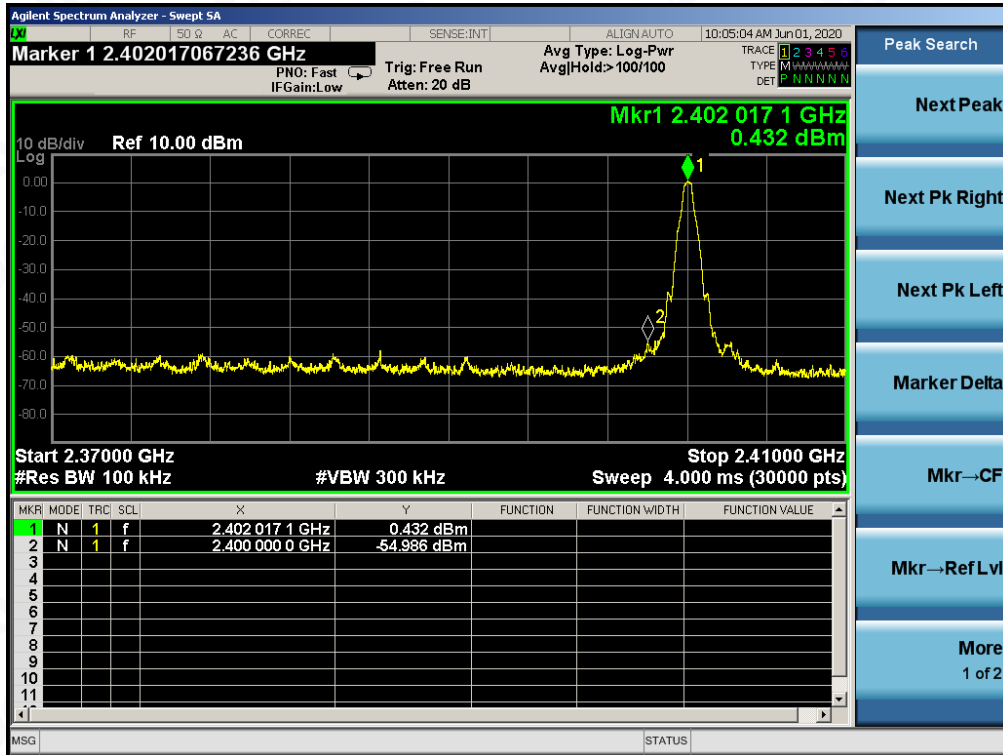 Agilent Spectrum Analyzer - Swept SA
LXI RF 50 Ω AC CORREC SENSE:INT ALIGN AUTO 10:05:04 AM Jun 01, 2020
Marker 1 2.402017067236 GHz
PNO: Fast
IFGain:Low
Trig: Free Run
Atten: 20 dB
Avg Type: Log-Pwr
Avg|Hold:> 100/100
TRACE 1 2 3 4 5 6
TYPE M WWWWW
DET P N N N N N
Peak Search
Next Peak
Next Pk Right
Next Pk Left
Marker Delta
Mkr→CF
Mkr→Ref Lvl
More
1 of 2
Mkr1 2.402 017 1 GHz
0.432 dBm
10 dB/div Ref 10.00 dBm
Log
0.00
-10.0
-20.0
-30.0
-40.0
-50.0
-60.0
-70.0
-80.0
1
2
Start 2.37000 GHz Stop 2.41000 GHz
#Res BW 100 kHz #VBW 300 kHz Sweep 4.000 ms (30000 pts)
MKR MODE TRC SCL X Y FUNCTION FUNCTION WIDTH FUNCTION VALUE
1 N 1 f 2.402 017 1 GHz 0.432 dBm
2 N 1 f 2.400 000 0 GHz -54.986 dBm
3
4
5
6
7
8
9
10
11
MSG STATUS